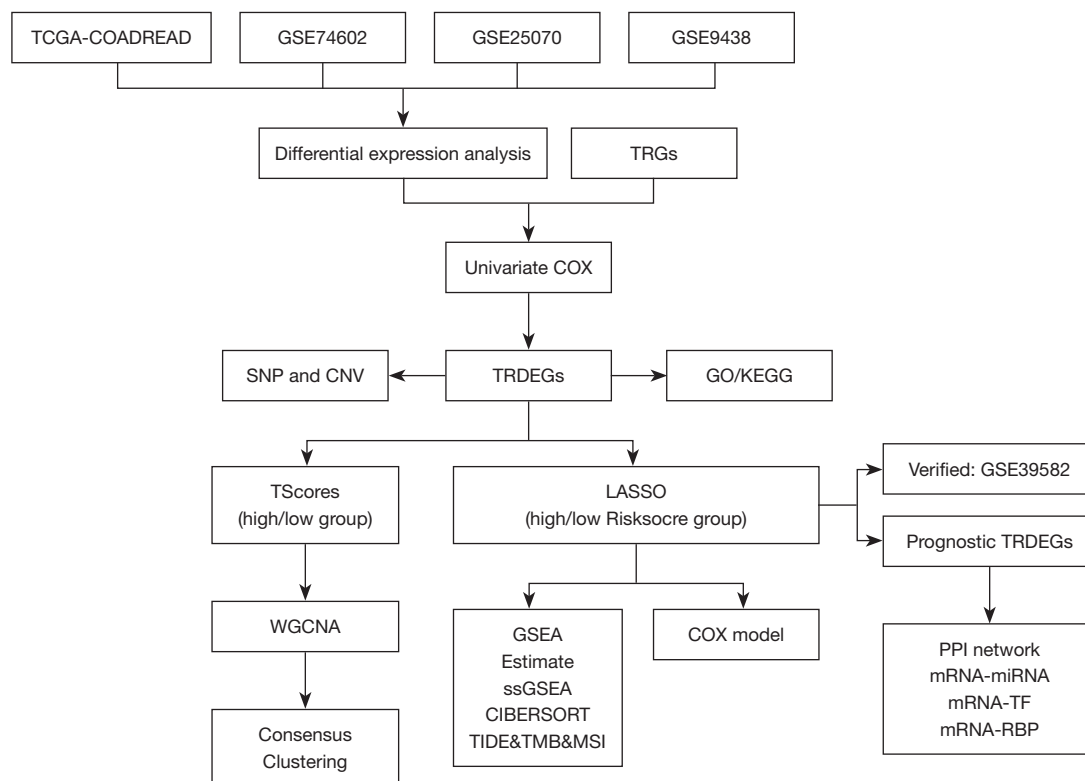 TCGA-COADREAD
GSE74602
GSE25070
GSE9438
Differential expression analysis
TRGs
Univariate COX
SNP and CNV
TRDEGs
GO/KEGG
TScores
(high/low group)
LASSO
(high/low Risksocre group)
Verified: GSE39582
Prognostic TRDEGs
WGCNA
GSEA
Estimate
ssGSEA
CIBERSORT
TIDE&TMB&MSI
COX model
PPI network
mRNA-miRNA
mRNA-TF
mRNA-RBP
Consensus
Clustering